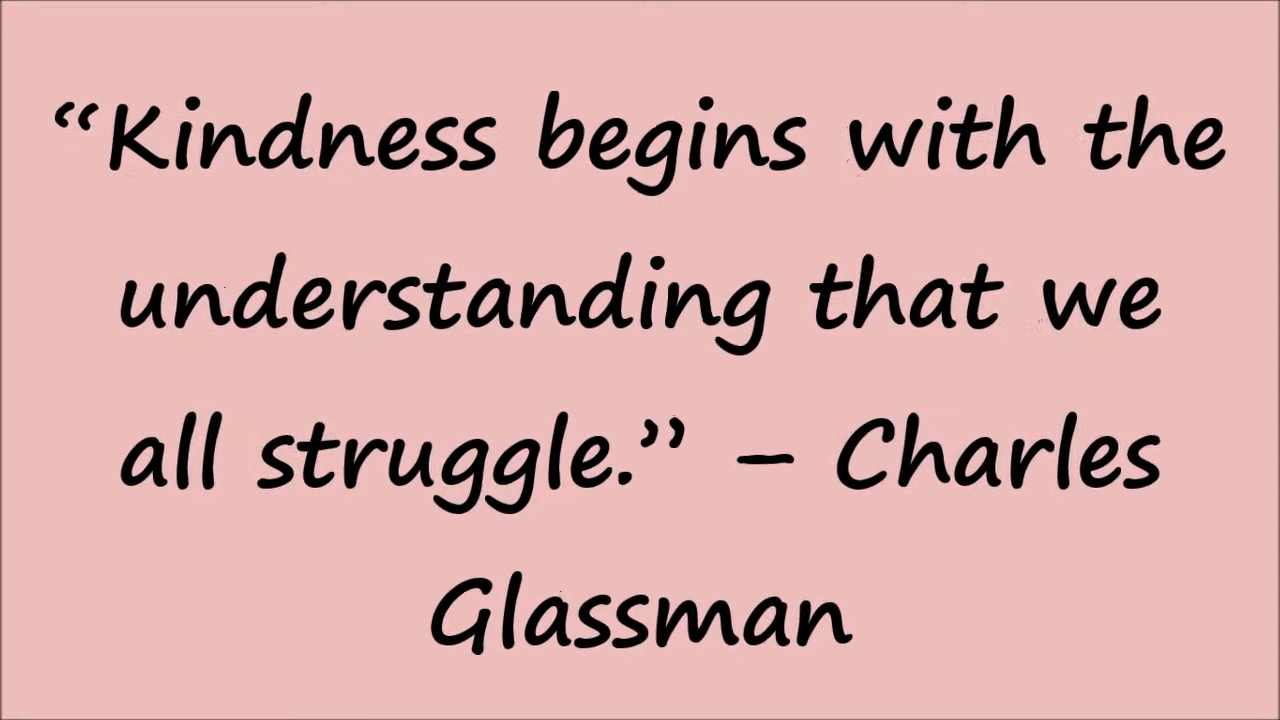 “Kindness begins with the
understanding that we
all struggle.” – Charles
Glassman